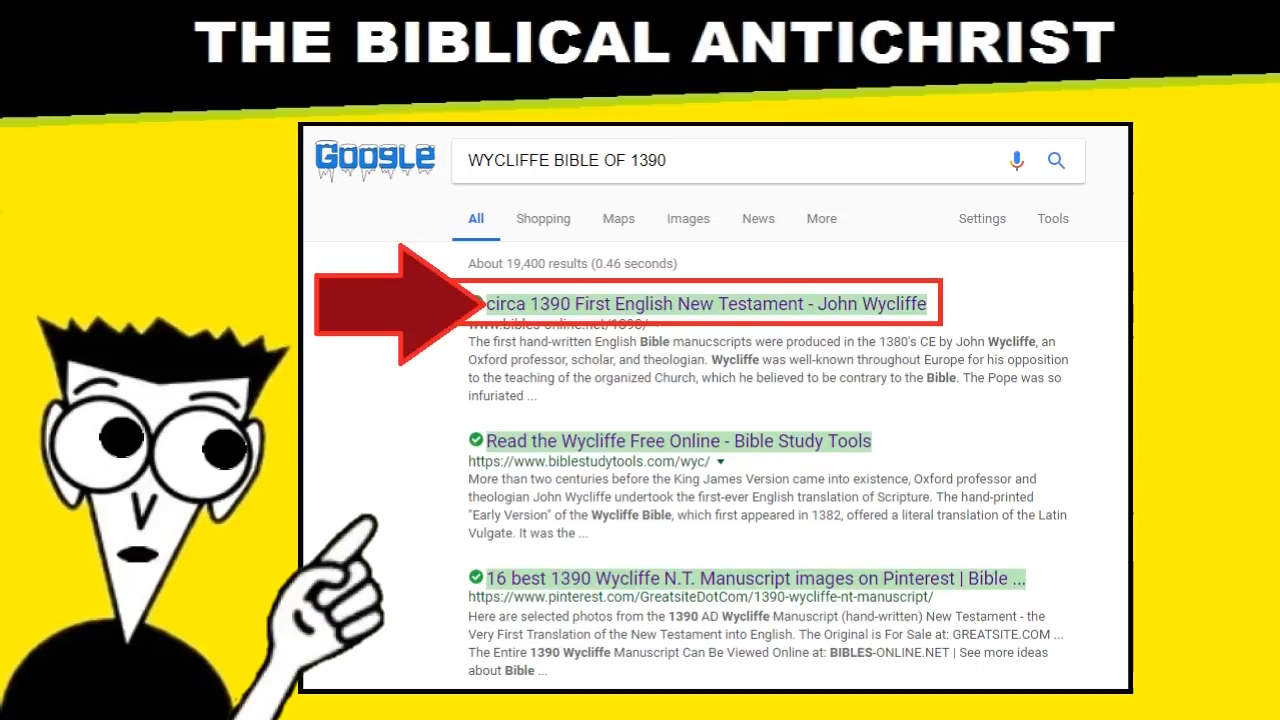 THE BIBLICAL ANTICHRIST
Google
WYCLIFFE BIBLE OF 1390
All Shopping Maps Images News More Settings Tools
About 19,400 results (0.46 seconds)
circa 1390 First English New Testament - John Wycliffe
www.bibles-online.net/1390/
The first hand-written English Bible manucscripts were produced in the 1380's CE by John Wycliffe, an
Oxford professor, scholar, and theologian. Wycliffe was well-known throughout Europe for his opposition
to the teaching of the organized Church, which he believed to be contrary to the Bible. The Pope was so
infuriated ...
Read the Wycliffe Free Online - Bible Study Tools
https://www.biblestudytools.com/wyc/
More than two centuries before the King James Version came into existence, Oxford professor and
theologian John Wycliffe undertook the first-ever English translation of Scripture. The hand-printed
"Early Version" of the Wycliffe Bible, which first appeared in 1382, offered a literal translation of the Latin
Vulgate. It was the ...
16 best 1390 Wycliffe N.T. Manuscript images on Pinterest | Bible ...
https://www.pinterest.com/GreatsiteDotCom/1390-wycliffe-nt-manuscript/
Here are selected photos from the 1390 AD Wycliffe Manuscript (hand-written) New Testament - the
Very First Translation of the New Testament into English. The Original is For Sale at: GREATSITE.COM ...
The Entire 1390 Wycliffe Manuscript Can Be Viewed Online at: BIBLES-ONLINE.NET | See more ideas
about Bible ...